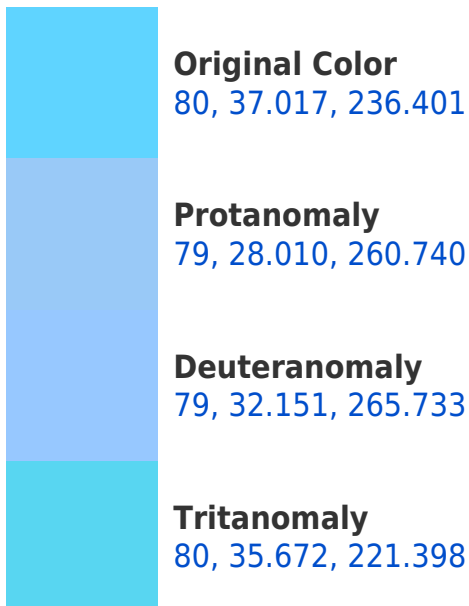 Original Color
80, 37.017, 236.401
Protanomaly
79, 28.010, 260.740
Deuteranomaly
79, 32.151, 265.733
Tritanomaly
80, 35.672, 221.398